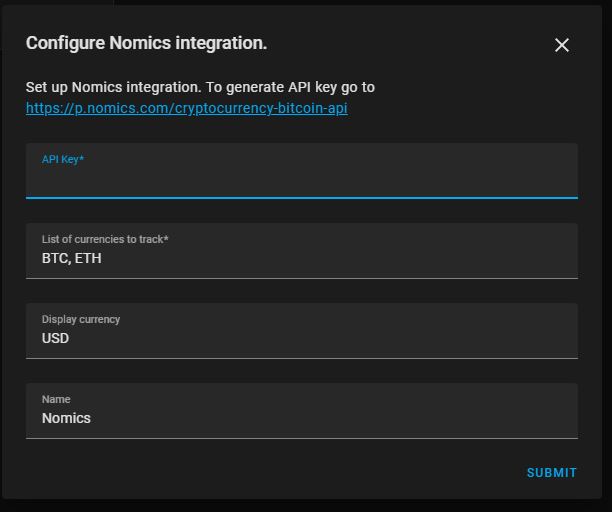 Configure Nomics integration.
Set up Nomics integration. To generate API key go to
https://p.nomics.com/cryptocurrency-bitcoin-api
API Key*
List of currencies to track*
BTC, ETH
Display currency
USD
Name
Nomics
SUBMIT